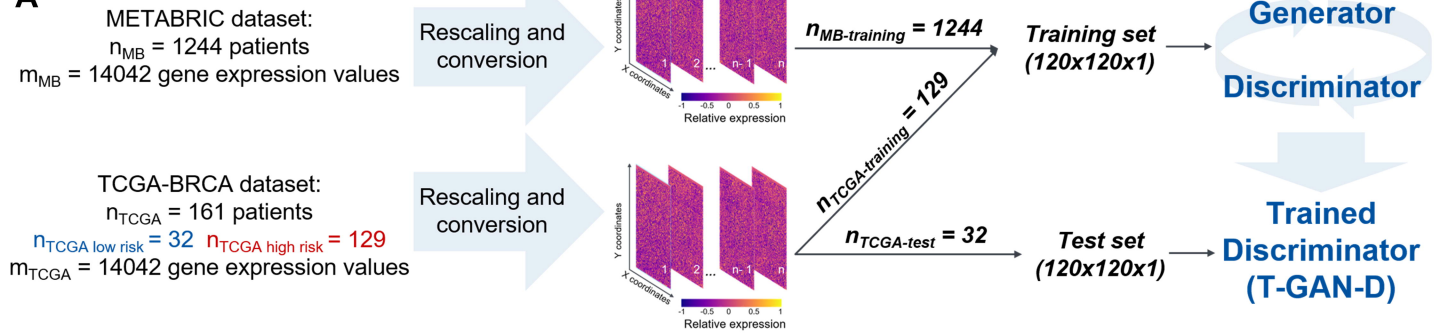 A
METABRIC dataset:
nMB = 1244 patients
mMB = 14042 gene expression values
Rescaling and
conversion
Y coordinates
X coordinates
1 2 ... n-1 n
-1 -0.5 0 0.5 1
Relative expression
nMB-training = 1244
nTCGA-training = 129
Training set
(120x120x1)
Generator
Discriminator
TCGA-BRCA dataset:
nTCGA = 161 patients
nTCGA low risk = 32 nTCGA high risk = 129
mTCGA = 14042 gene expression values
Rescaling and
conversion
Y coordinates
X coordinates
1 2 ... n-1 n
-1 -0.5 0 0.5 1
Relative expression
nTCGA-test = 32
Test set
(120x120x1)
Trained
Discriminator
(T-GAN-D)